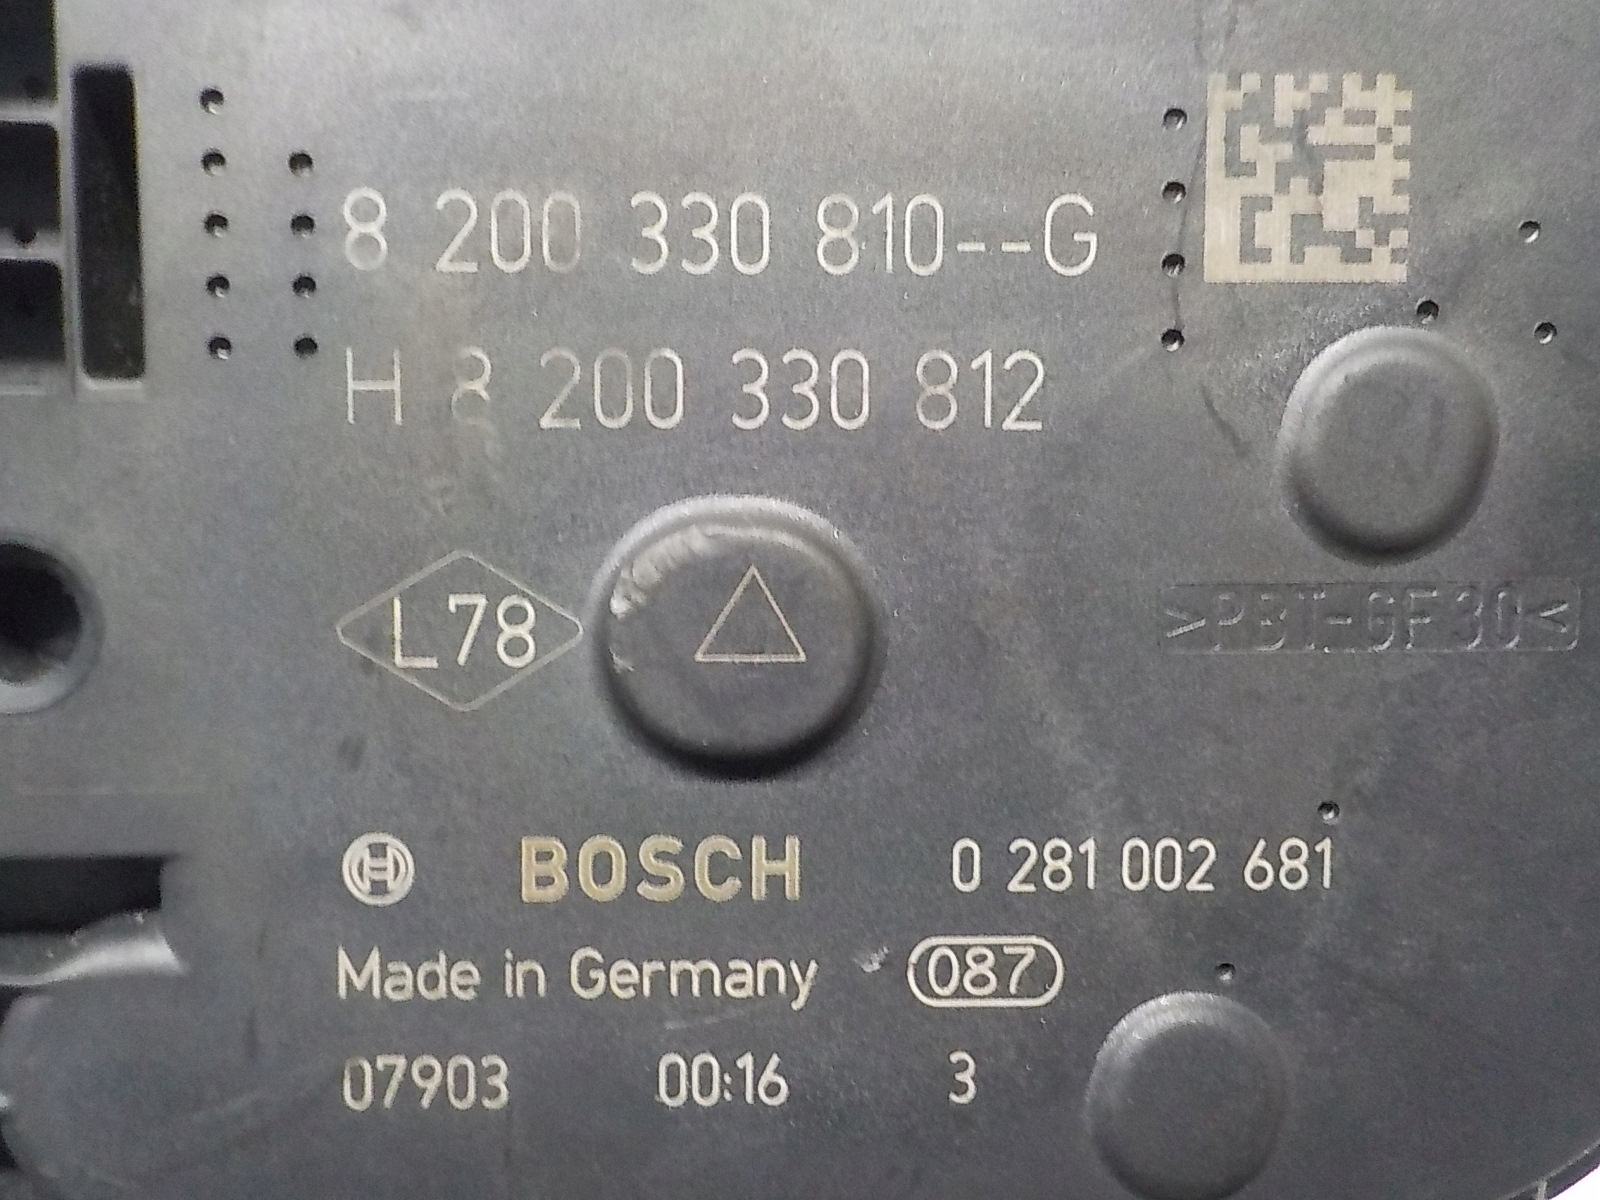 8 200 330 810--G
H 8 200 330 812
L78
>PBT-GF30<
BOSCH 0 281 002 681
Made in Germany 087
07903 00:16 3